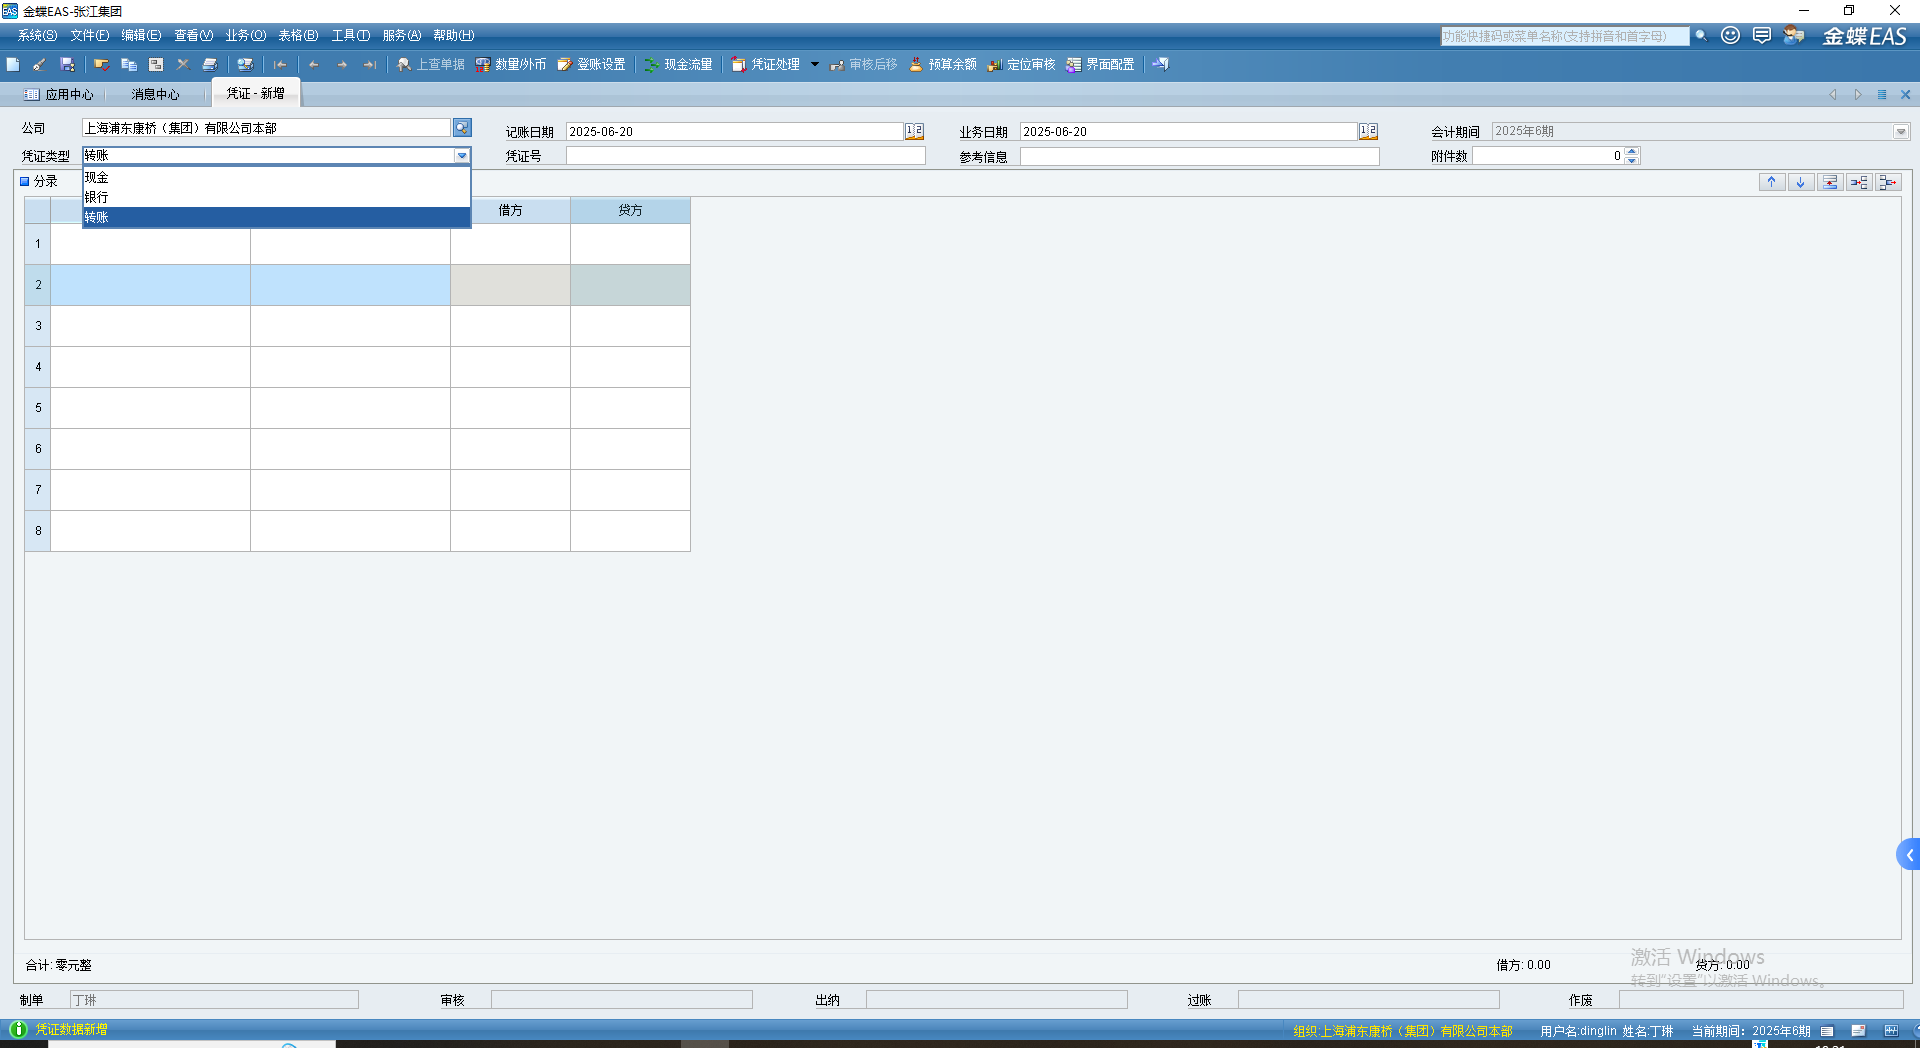 金蝶EAS-张江集团
系统(S) 文件(F) 编辑(E) 查看(V) 业务(O) 表格(B) 工具(T) 服务(A) 帮助(H)
功能快捷码或菜单名称(支持拼音和首字母)
金蝶EAS
上查单据 数量/外币 登账设置 现金流量 凭证处理 审核后移 预算余额 定位审核 界面配置
应用中心 消息中心 凭证 - 新增
公司 上海浦东康桥（集团）有限公司本部 记账日期 2025-06-20 业务日期 2025-06-20 会计期间 2025年6期
凭证类型 转账 凭证号 参考信息 附件数 0
现金
银行
转账
分录
借方 贷方
1
2
3
4
5
6
7
8
合计: 零元整 借方: 0.00 贷方: 0.00
激活 Windows
转到"设置"以激活 Windows。
制单 丁琳 审核 出纳 过账 作废
凭证数据新增 组织:上海浦东康桥（集团）有限公司本部 用户名:dinglin 姓名:丁琳 当前期间: 2025年6期